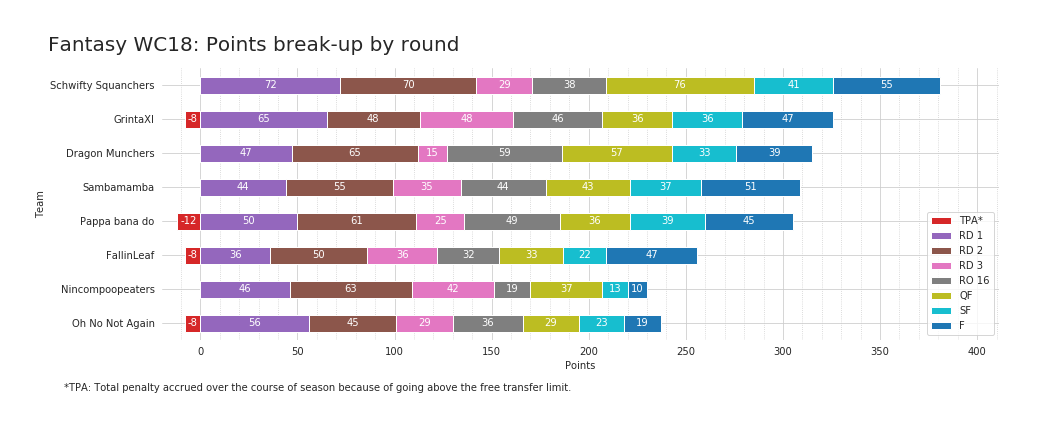 Fantasy WC18: Points break-up by round
Schwifty Squanchers 72 70 29 38 76 41 55
GrintaXI -8 65 48 48 46 36 36 47
Dragon Munchers 47 65 15 59 57 33 39
Sambamamba 44 55 35 44 43 37 51
Team
Pappa bana do -12 50 61 25 49 36 39 45
FallinLeaf -8 36 50 36 32 33 22 47
Nincompoopeaters 46 63 42 19 37 13 10
Oh No Not Again -8 56 45 29 36 29 23 19
TPA*
RD 1
RD 2
RD 3
RO 16
QF
SF
F
0 50 100 150 200 250 300 350 400
Points
*TPA: Total penalty accrued over the course of season because of going above the free transfer limit.